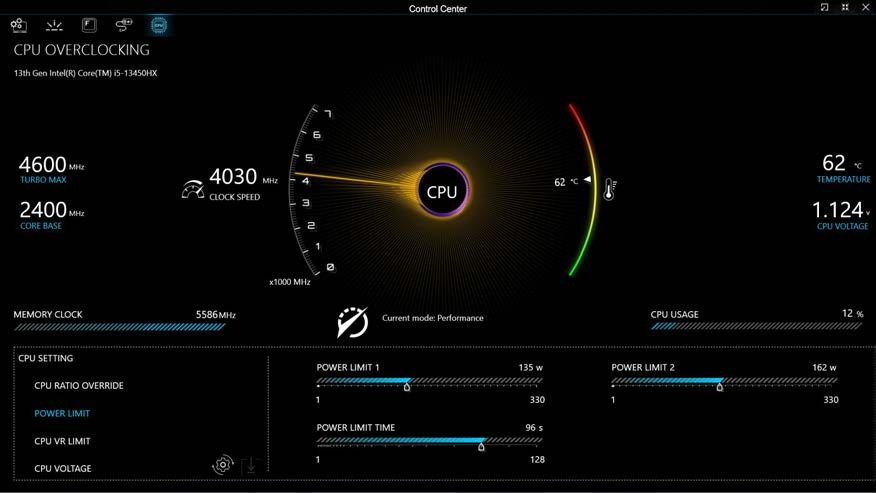 Control Center
F
CPU
CPU OVERCLOCKING
13th Gen Intel(R) Core(TM) i5-13450HX
4600 MHz
TURBO MAX
2400 MHz
CORE BASE
4030 MHz
CLOCK SPEED
7
6
5
4
3
2
1
0
x1000 MHz
CPU
62 °C
62 °C
TEMPERATURE
1.124 v
CPU VOLTAGE
MEMORY CLOCK 5586 MHz
Current mode: Performance
CPU USAGE 12 %
CPU SETTING
CPU RATIO OVERRIDE
POWER LIMIT
CPU VR LIMIT
CPU VOLTAGE
POWER LIMIT 1 135 w
1 330
POWER LIMIT 2 162 w
1 330
POWER LIMIT TIME 96 s
1 128